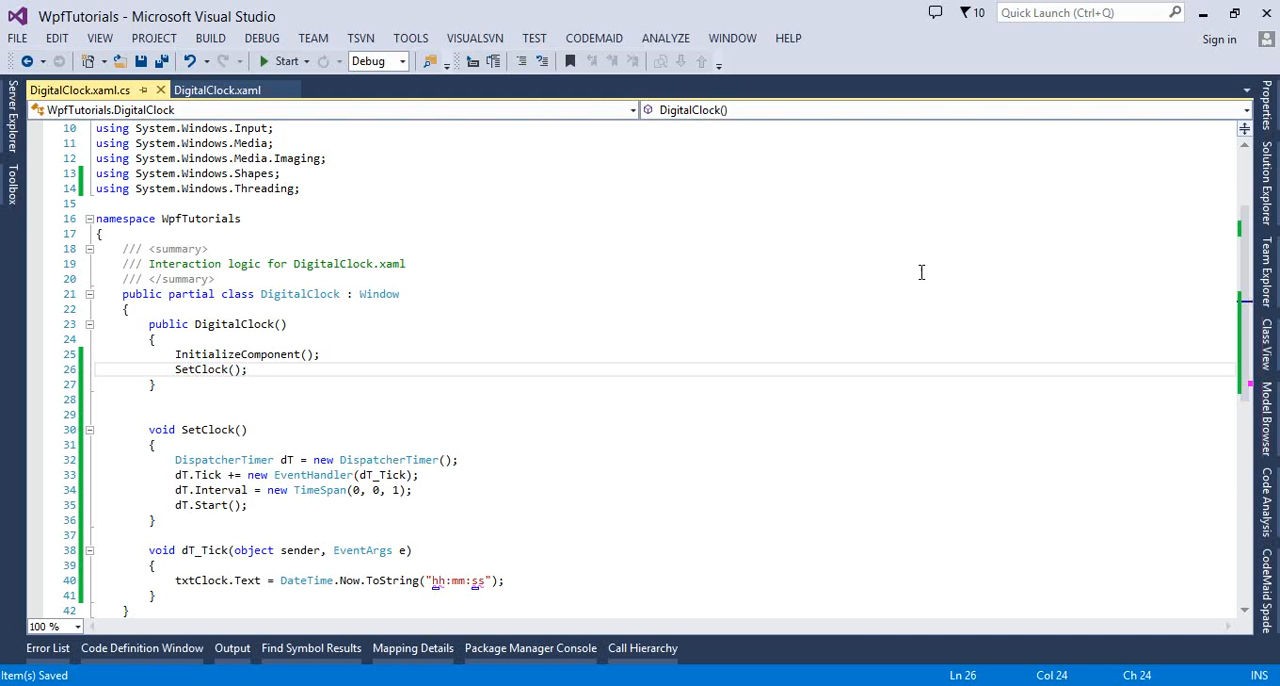 WpfTutorials - Microsoft Visual Studio
10
Quick Launch (Ctrl+Q)
FILE EDIT VIEW PROJECT BUILD DEBUG TEAM TSVN TOOLS VISUALSVN TEST CODEMAID ANALYZE WINDOW HELP
Sign in
Start Debug
DigitalClock.xaml.cs DigitalClock.xaml
WpfTutorials.DigitalClock DigitalClock()
10 using System.Windows.Input;
11 using System.Windows.Media;
12 using System.Windows.Media.Imaging;
13 using System.Windows.Shapes;
14 using System.Windows.Threading;
15
16 namespace WpfTutorials
17 {
18 /// <summary>
19 /// Interaction logic for DigitalClock.xaml
20 /// </summary>
21 public partial class DigitalClock : Window
22 {
23 public DigitalClock()
24 {
25 InitializeComponent();
26 SetClock();
27 }
28
29
30 void SetClock()
31 {
32 DispatcherTimer dT = new DispatcherTimer();
33 dT.Tick += new EventHandler(dT_Tick);
34 dT.Interval = new TimeSpan(0, 0, 1);
35 dT.Start();
36 }
37
38 void dT_Tick(object sender, EventArgs e)
39 {
40 txtClock.Text = DateTime.Now.ToString("hh:mm:ss");
41 }
42 }
100 %
Server Explorer
Toolbox
Properties
Solution Explorer
Team Explorer
Class View
Model Browser
Code Analysis
CodeMaid Spade
Error List Code Definition Window Output Find Symbol Results Mapping Details Package Manager Console Call Hierarchy
Item(s) Saved Ln 26 Col 24 Ch 24 INS